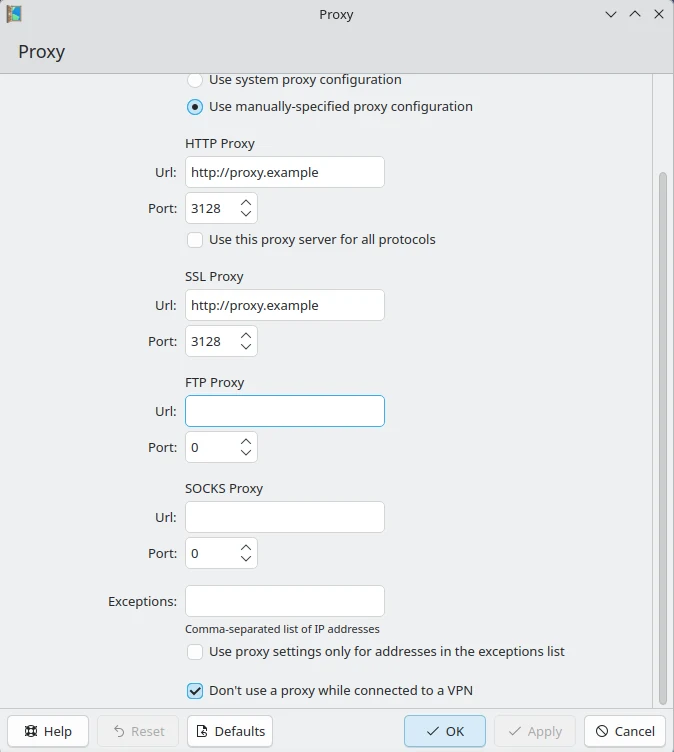 Proxy
Proxy
Use system proxy configuration
Use manually-specified proxy configuration
HTTP Proxy
Url: http://proxy.example
Port: 3128
Use this proxy server for all protocols
SSL Proxy
Url: http://proxy.example
Port: 3128
FTP Proxy
Url:
Port: 0
SOCKS Proxy
Url:
Port: 0
Exceptions:
Comma-separated list of IP addresses
Use proxy settings only for addresses in the exceptions list
Don't use a proxy while connected to a VPN
Help Reset Defaults OK Apply Cancel